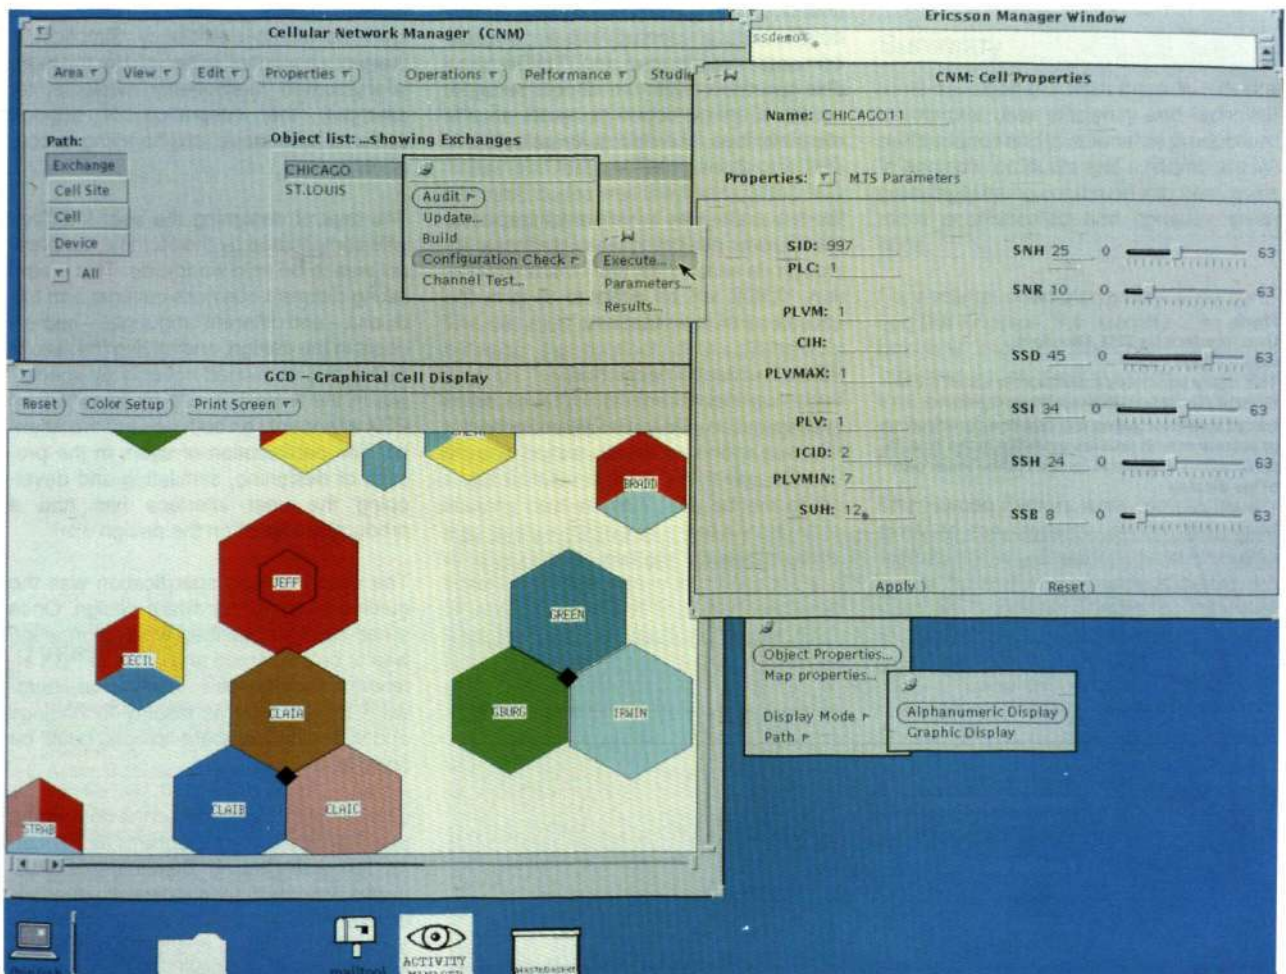 Ericsson Manager Window
ssdemo%
Cellular Network Manager (CNM)
Area View Edit Properties Operations Performance Studie
Path:
Exchange
Cell Site
Cell
Device
All
Object list: ...showing Exchanges
CHICAGO
ST.LOUIS
Audit
Update...
Build
Configuration Check
Channel Test...
Execute...
Parameters...
Results...
CNM: Cell Properties
Name: CHICAGO11
Properties: MTS Parameters
SID: 997
PLC: 1
PLVM: 1
CIH:
PLVMAX: 1
PLV: 1
ICID: 2
PLVMIN: 7
SUH: 12
SNH 25 0 63
SNR 10 0 63
SSD 45 0 63
SSI 34 0 63
SSH 24 0 63
SSB 8 0 63
Apply Reset
GCD - Graphical Cell Display
Reset Color Setup Print Screen
BRADD
JEFF
GREEN
CECIL
CLAIA
GBURG
IRWIN
CLAIB
CLAIC
STRWB
Object Properties...
Map properties...
Display Mode
Path
Alphanumeric Display
Graphic Display
mailtool
ACTIVITY
MANAGER